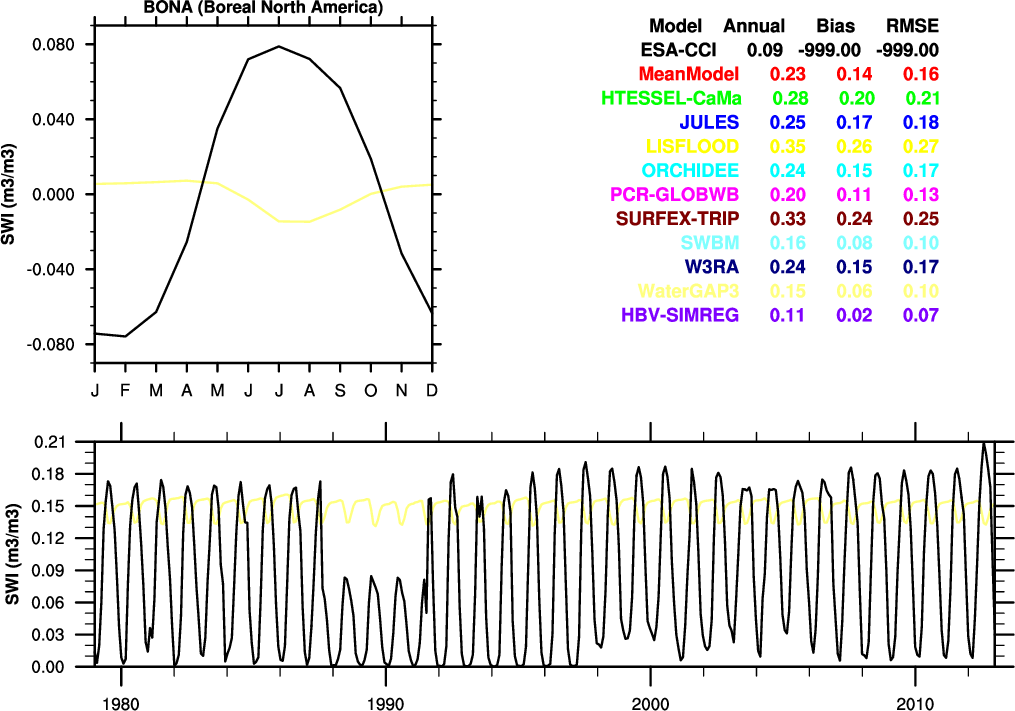 BONA (Boreal North America)
0.080
0.040
0.000
-0.040
-0.080
SWI (m3/m3)
J F M A M J J A S O N D
Model Annual Bias RMSE
ESA-CCI 0.09 -999.00 -999.00
MeanModel 0.23 0.14 0.16
HTESSEL-CaMa 0.28 0.20 0.21
JULES 0.25 0.17 0.18
LISFLOOD 0.35 0.26 0.27
ORCHIDEE 0.24 0.15 0.17
PCR-GLOBWB 0.20 0.11 0.13
SURFEX-TRIP 0.33 0.24 0.25
SWBM 0.16 0.08 0.10
W3RA 0.24 0.15 0.17
WaterGAP3 0.15 0.06 0.10
HBV-SIMREG 0.11 0.02 0.07
0.21
0.18
0.15
0.12
0.09
0.06
0.03
0.00
SWI (m3/m3)
1980 1990 2000 2010